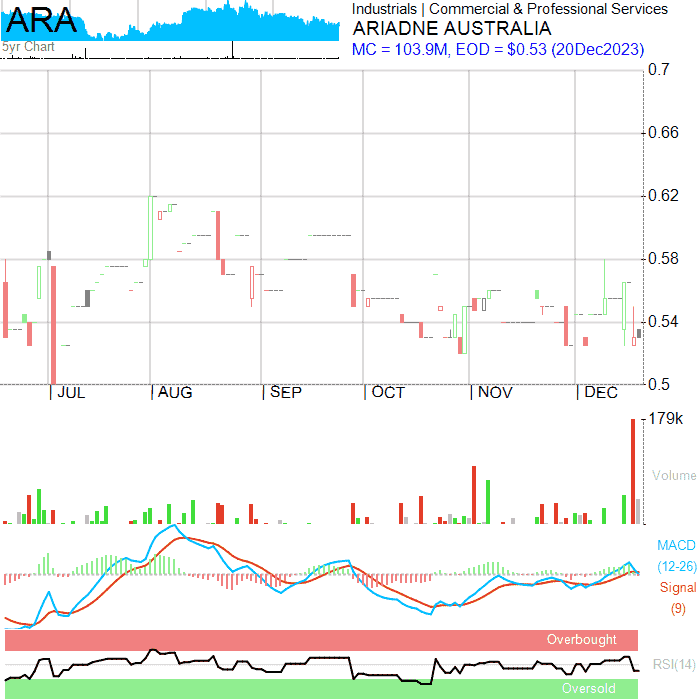 ARA
5yr Chart
Industrials | Commercial & Professional Services
ARIADNE AUSTRALIA
MC = 103.9M, EOD = $0.53 (20Dec2023)
0.7
0.66
0.62
0.58
0.54
0.5
| JUL | AUG | SEP | OCT | NOV | DEC
179k
Volume
MACD
(12-26)
Signal
(9)
Overbought
RSI(14)
Oversold